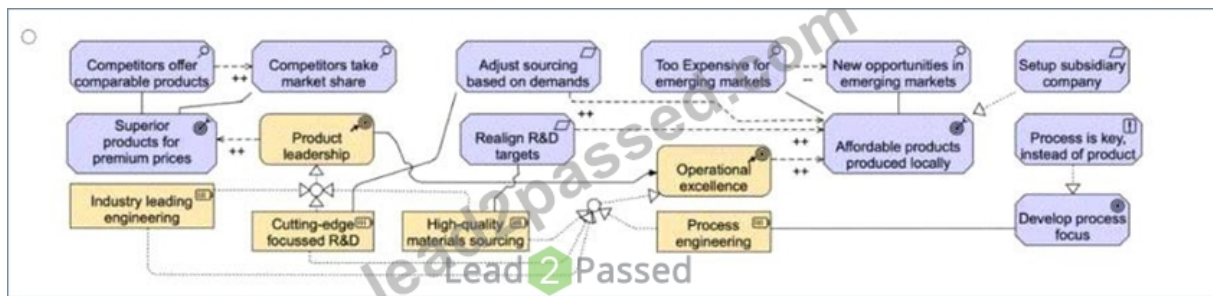 Competitors offer
comparable products
Competitors take
market share
Adjust sourcing
based on demands
Too Expensive for
emerging markets
New opportunities in
emerging markets
Setup subsidiary
company
++
--
++
++
Superior
products for
premium prices
++
Product
leadership
Realign R&D
targets
++
Operational
excellence
++
Affordable products
produced locally
Process is key,
instead of product
Industry leading
engineering
Cutting-edge
focussed R&D
High-quality
materials sourcing
Process
engineering
Develop process
focus
lead2passed.com
Lead 2 Passed